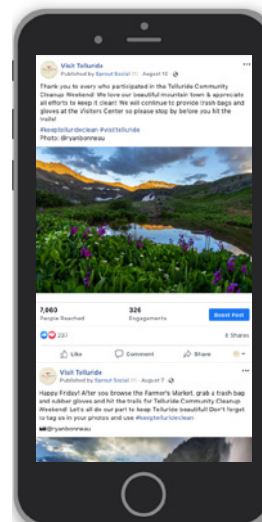 Visit Telluride
Published by Sprout Social · August 10
Thank you to every who participated in the Telluride Community
Cleanup Weekend! We love our beautiful mountain town & appreciate
all efforts to keep it clean! We will continue to provide trash bags and
gloves at the Visitors Center so please stop by before you hit the
trails!
#keeptellurideclean #visittelluride
Photo: @ryanbonneau
7,660 326
People Reached Engagements Boost Post
6 Shares
Like Comment Share
Visit Telluride
Published by Sprout Social · August 7
Happy Friday! After you browse the Farmer's Market, grab a trash bag
and rubber gloves and hit the trails for Telluride Community Cleanup
Weekend! Let's all do our part to keep Telluride beautiful! Don't forget
to tag us in your photos and use #keeptellurideclean
@ryanbonneau